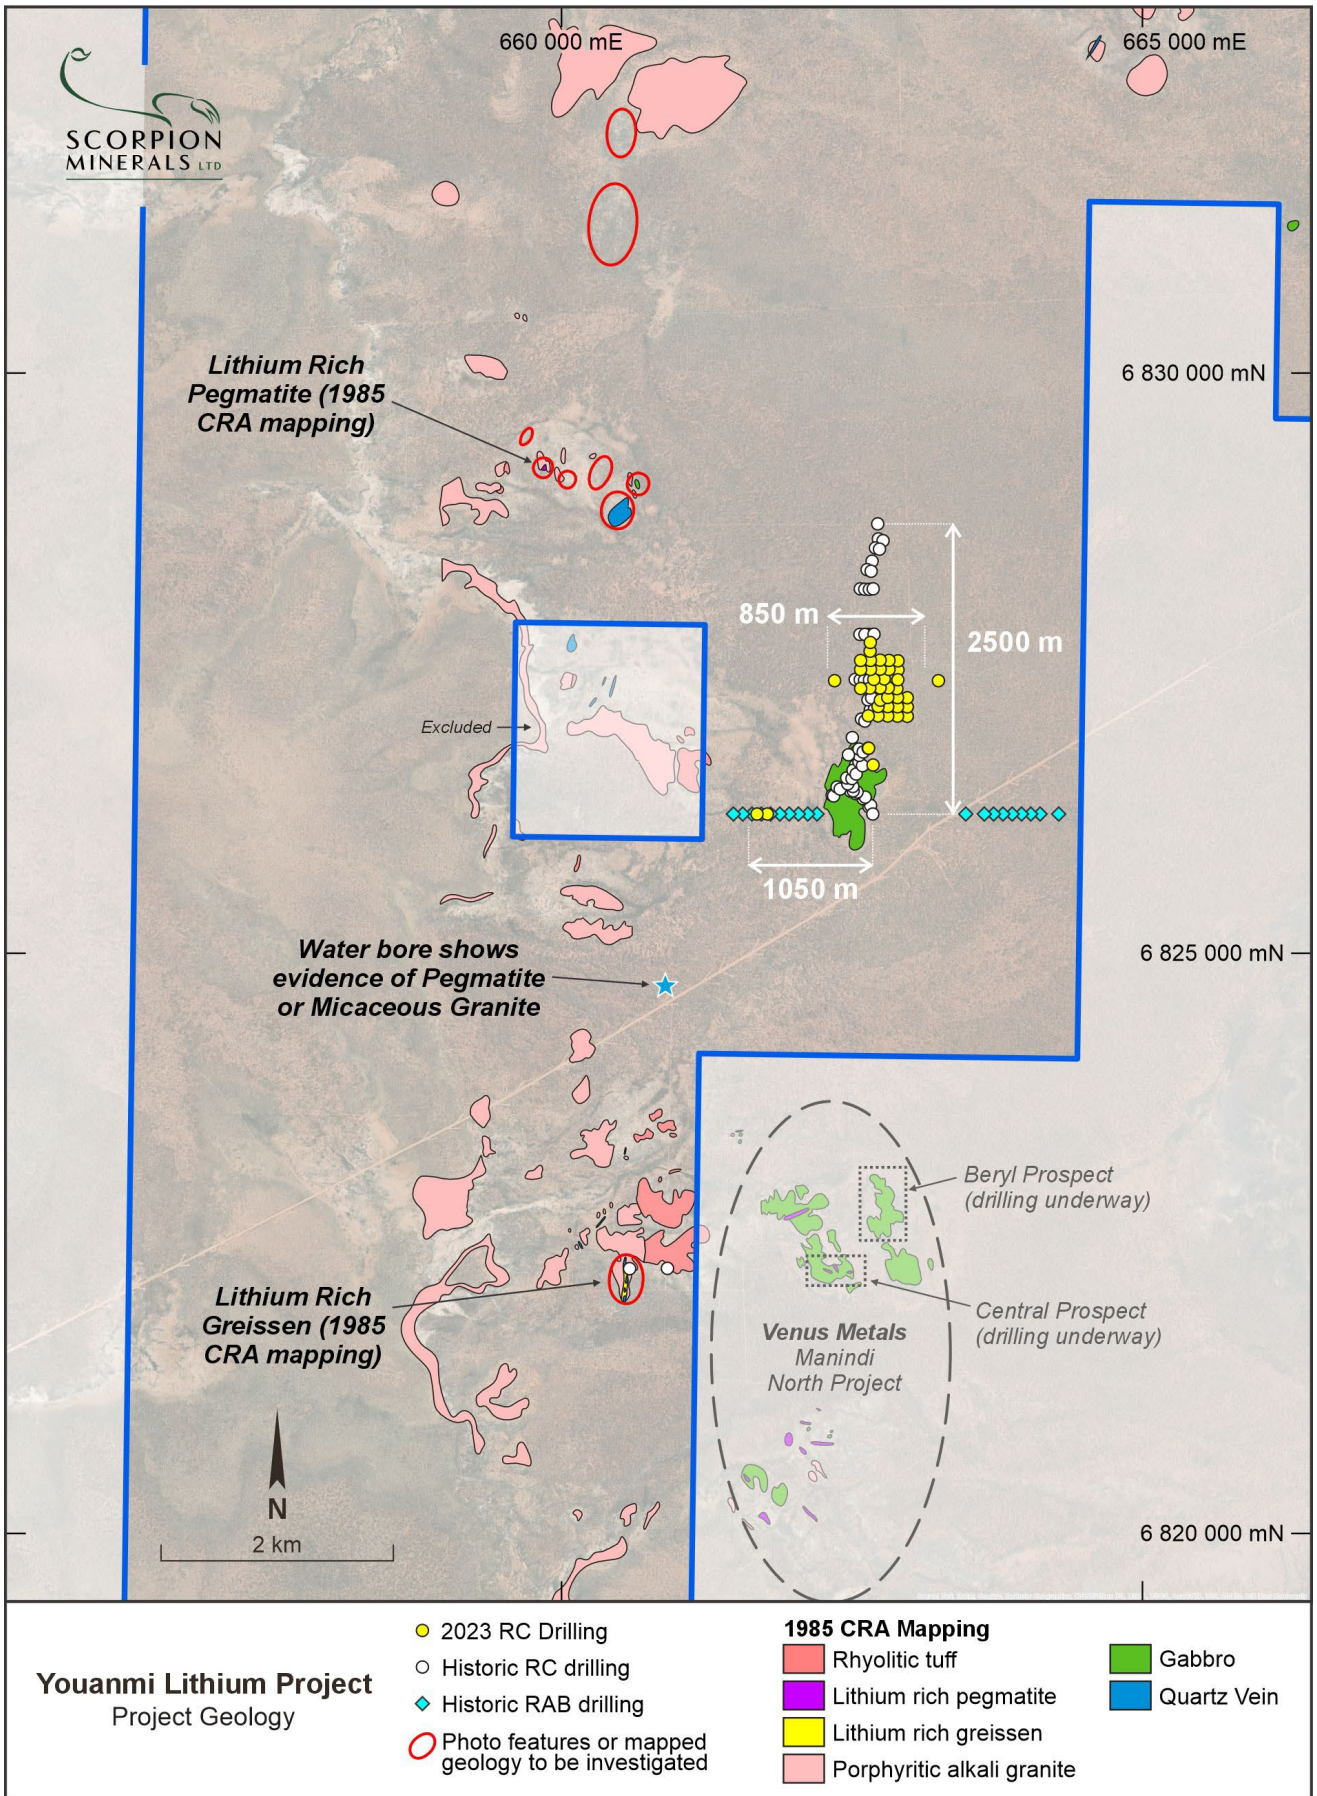 660 000 mE
665 000 mE
SCORPION
MINERALS LTD
Lithium Rich
Pegmatite (1985
CRA mapping)
6 830 000 mN
850 m
2500 m
Excluded
1050 m
Water bore shows
evidence of Pegmatite
or Micaceous Granite
6 825 000 mN
Beryl Prospect
(drilling underway)
Lithium Rich
Greissen (1985
CRA mapping)
Central Prospect
(drilling underway)
Venus Metals
Manindi
North Project
N
2 km
6 820 000 mN
Youanmi Lithium Project
Project Geology
2023 RC Drilling
Historic RC drilling
Historic RAB drilling
Photo features or mapped
geology to be investigated
1985 CRA Mapping
Rhyolitic tuff
Lithium rich pegmatite
Lithium rich greissen
Porphyritic alkali granite
Gabbro
Quartz Vein